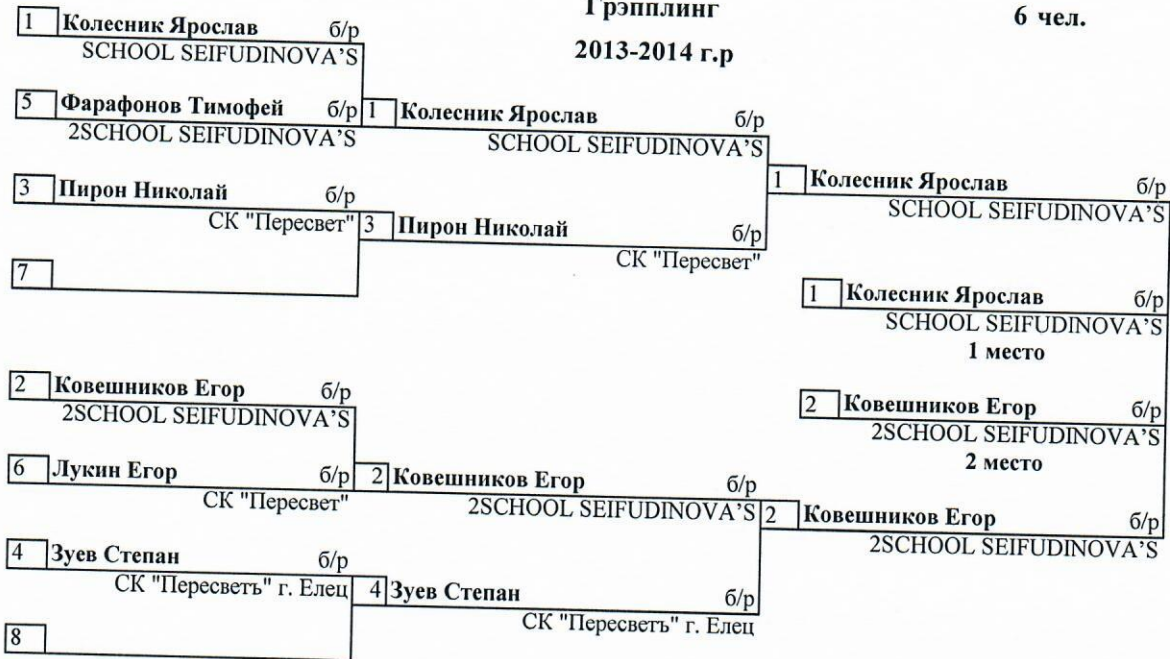 Грэпплинг
6 чел.
2013-2014 г.р
1 Колесник Ярослав б/р
SCHOOL SEIFUDINOVA'S
5 Фарафонов Тимофей б/р
2SCHOOL SEIFUDINOVA'S
1 Колесник Ярослав б/р
SCHOOL SEIFUDINOVA'S
3 Пирон Николай б/р
СК "Пересвет"
1 Колесник Ярослав б/р
SCHOOL SEIFUDINOVA'S
3 Пирон Николай б/р
СК "Пересвет"
7
1 Колесник Ярослав б/р
SCHOOL SEIFUDINOVA'S
1 место
2 Ковешников Егор б/р
2SCHOOL SEIFUDINOVA'S
2 Ковешников Егор б/р
2SCHOOL SEIFUDINOVA'S
2 место
6 Лукин Егор б/р
СК "Пересвет"
2 Ковешников Егор б/р
2SCHOOL SEIFUDINOVA'S
2 Ковешников Егор б/р
2SCHOOL SEIFUDINOVA'S
4 Зуев Степан б/р
СК "Пересветъ" г. Елец
4 Зуев Степан б/р
СК "Пересветъ" г. Елец
8